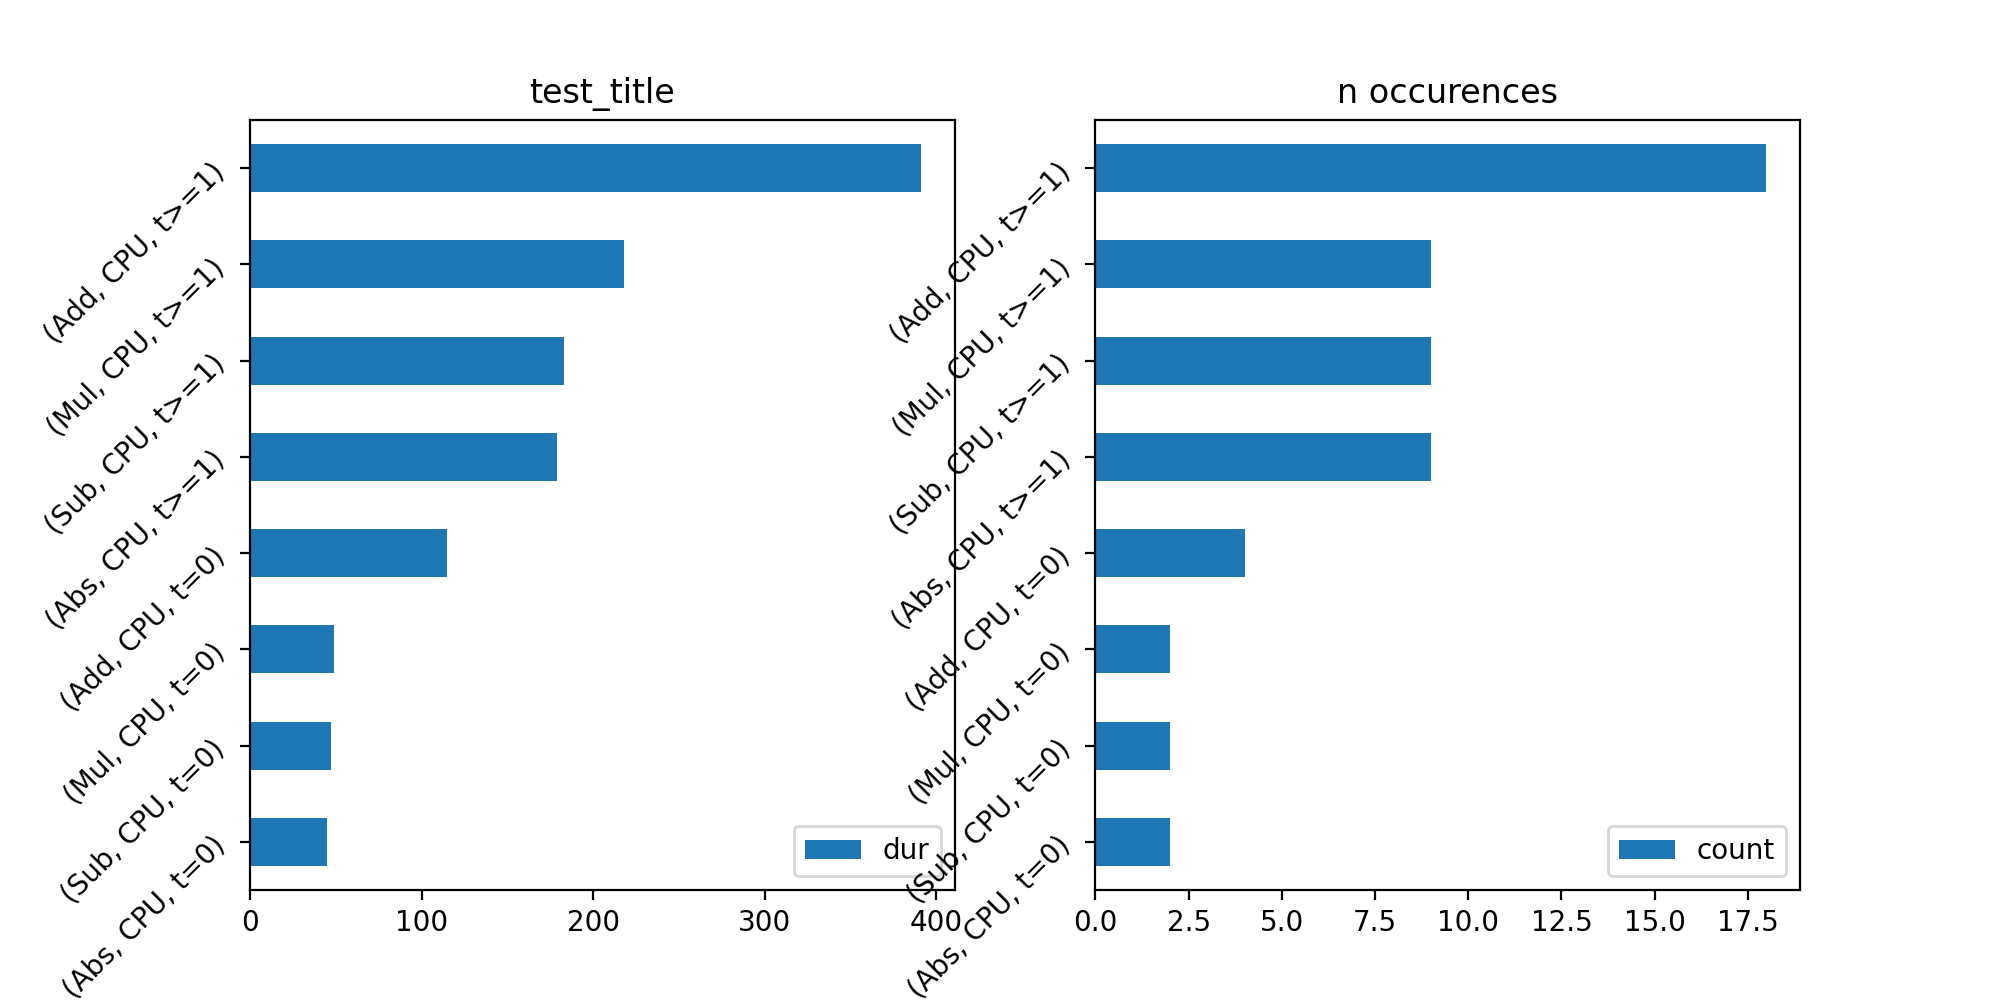 test_title
(Add, CPU, t>=1)
(Mul, CPU, t>=1)
(Sub, CPU, t>=1)
(Abs, CPU, t>=1)
(Add, CPU, t=0)
(Mul, CPU, t=0)
(Sub, CPU, t=0)
(Abs, CPU, t=0)
dur
0 100 200 300 400
n occurences
(Add, CPU, t>=1)
(Mul, CPU, t>=1)
(Sub, CPU, t>=1)
(Abs, CPU, t>=1)
(Add, CPU, t=0)
(Mul, CPU, t=0)
(Sub, CPU, t=0)
(Abs, CPU, t=0)
count
0.0 2.5 5.0 7.5 10.0 12.5 15.0 17.5